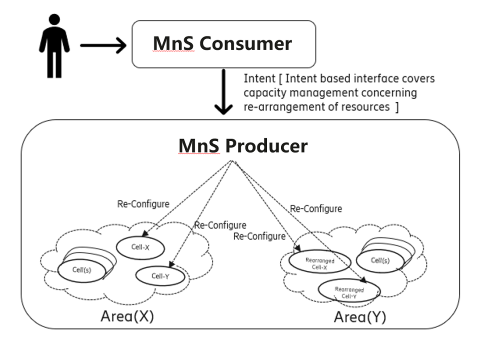 MnS Consumer
Intent [ Intent based interface covers
capacity management concerning
re-arrangement of resources ]
MnS Producer
Re-Configure
Re-Configure
Re-Configure
Re-Configure
Cell-X
Cell(s)
Cell-Y
Rearranged
Cell-X
Cell(s)
Rearranged
Cell-Y
Area(X)
Area(Y)